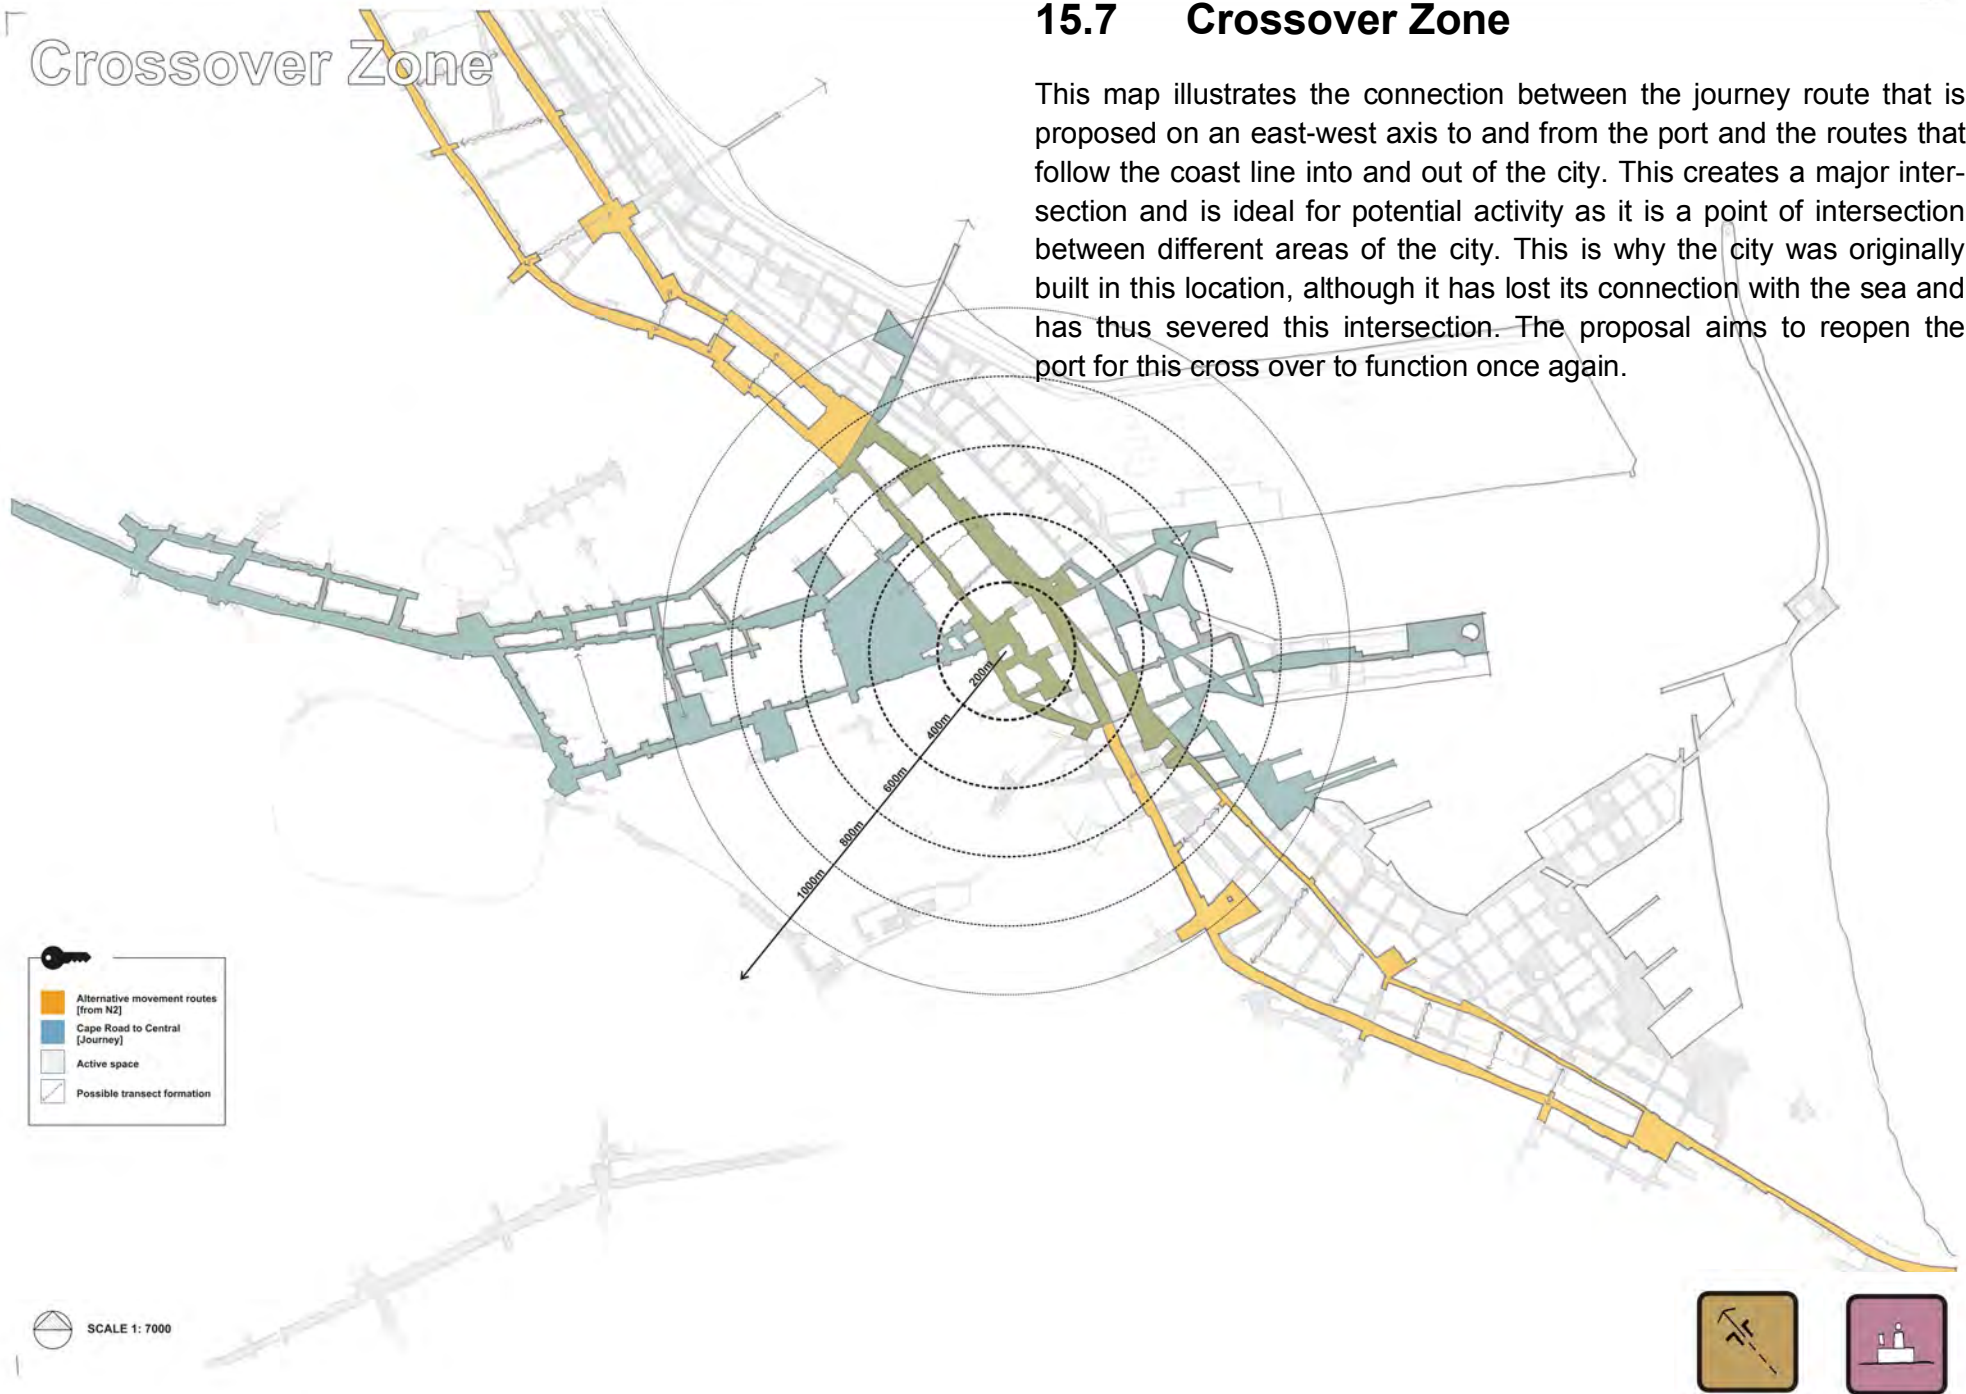 Crossover Zone
15.7 Crossover Zone
This map illustrates the connection between the journey route that is
proposed on an east-west axis to and from the port and the routes that
follow the coast line into and out of the city. This creates a major inter-
section and is ideal for potential activity as it is a point of intersection
between different areas of the city. This is why the city was originally
built in this location, although it has lost its connection with the sea and
has thus severed this intersection. The proposal aims to reopen the
port for this cross over to function once again.
200m
400m
600m
800m
1000m
Alternative movement routes
[from N2]
Cape Road to Central
[Journey]
Active space
Possible transect formation
SCALE 1: 7000